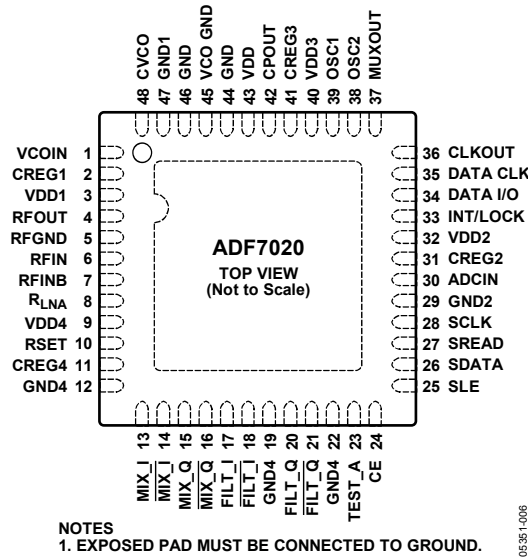 48 CVCO
47 GND1
46 GND
45 VCO GND
44 GND
43 VDD
42 CPOUT
41 CREG3
40 VDD3
39 OSC1
38 OSC2
37 MUXOUT
VCOIN 1
CREG1 2
VDD1 3
RFOUT 4
RFGND 5
RFIN 6
RFINB 7
RLNA 8
VDD4 9
RSET 10
CREG4 11
GND4 12
ADF7020
TOP VIEW
(Not to Scale)
36 CLKOUT
35 DATA CLK
34 DATA I/O
33 INT/LOCK
32 VDD2
31 CREG2
30 ADCIN
29 GND2
28 SCLK
27 SREAD
26 SDATA
25 SLE
MIX_I 13
MIX_I 14
MIX_Q 15
MIX_Q 16
FILT_I 17
FILT_I 18
GND4 19
FILT_Q 20
FILT_Q 21
GND4 22
TEST_A 23
CE 24
NOTES
1. EXPOSED PAD MUST BE CONNECTED TO GROUND.
05351-006